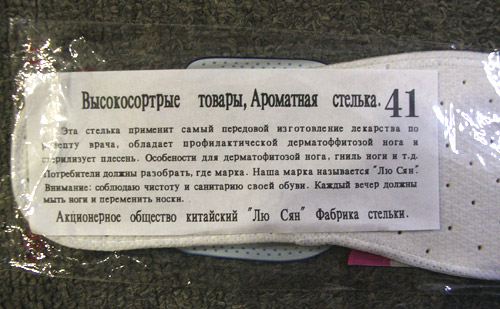 Высокосортрые товары, Ароматная стелька. 41
Эта стелька применит самый передовой изготовление лекарства по
рецепту врача, обладает профилактической дерматоффитозой нога и
стерилизует плесень. Особености для дерматофитозой нога, гниль ноги и т.д.
Потребители должны разобрать, где марка. Наша марка называется "Лю Сян".
Внимание: соблюдаю чистоту и санитарию своей обуви. Каждый вечер должны
мыть ноги и переменить носки.
Акционерное общество китайский "Лю Сян" Фабрика стельки.